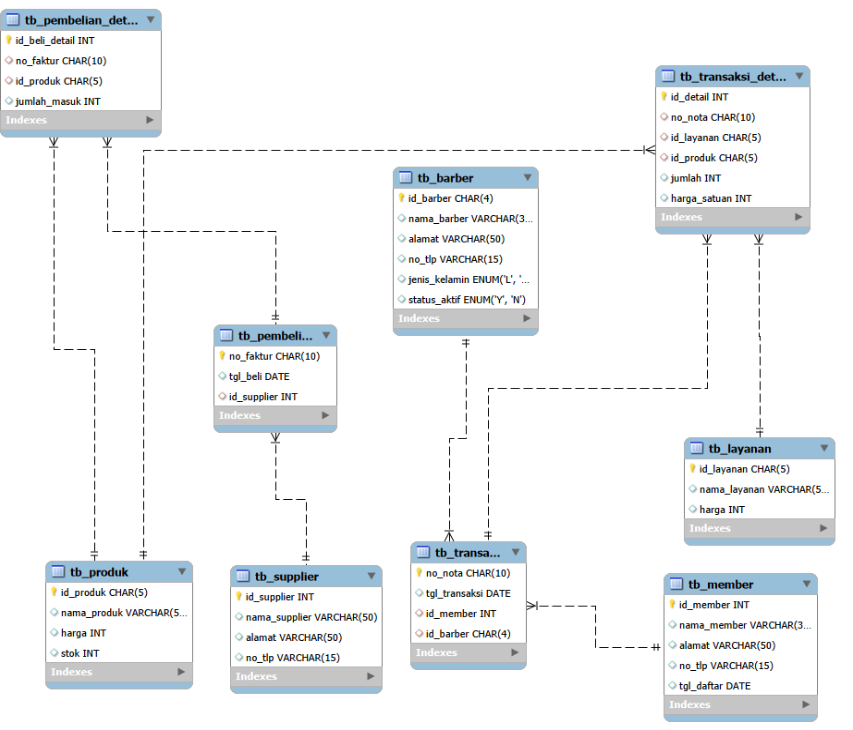 tb_pembelian_det...
id_beli_detail INT
no_faktur CHAR(10)
id_produk CHAR(5)
jumlah_masuk INT
Indexes
tb_transaksi_det...
id_detail INT
no_nota CHAR(10)
id_layanan CHAR(5)
id_produk CHAR(5)
jumlah INT
harga_satuan INT
Indexes
tb_barber
id_barber CHAR(4)
nama_barber VARCHAR(3...
alamat VARCHAR(50)
no_tlp VARCHAR(15)
jenis_kelamin ENUM('L', '...
status_aktif ENUM('Y', 'N')
Indexes
tb_pembeli...
no_faktur CHAR(10)
tgl_beli DATE
id_supplier INT
Indexes
tb_layanan
id_layanan CHAR(5)
nama_layanan VARCHAR(5...
harga INT
Indexes
tb_produk
id_produk CHAR(5)
nama_produk VARCHAR(5...
harga INT
stok INT
Indexes
tb_supplier
id_supplier INT
nama_supplier VARCHAR(50)
alamat VARCHAR(50)
no_tlp VARCHAR(15)
Indexes
tb_transa...
no_nota CHAR(10)
tgl_transaksi DATE
id_member INT
id_barber CHAR(4)
Indexes
tb_member
id_member INT
nama_member VARCHAR(3...
alamat VARCHAR(50)
no_tlp VARCHAR(15)
tgl_daftar DATE
Indexes